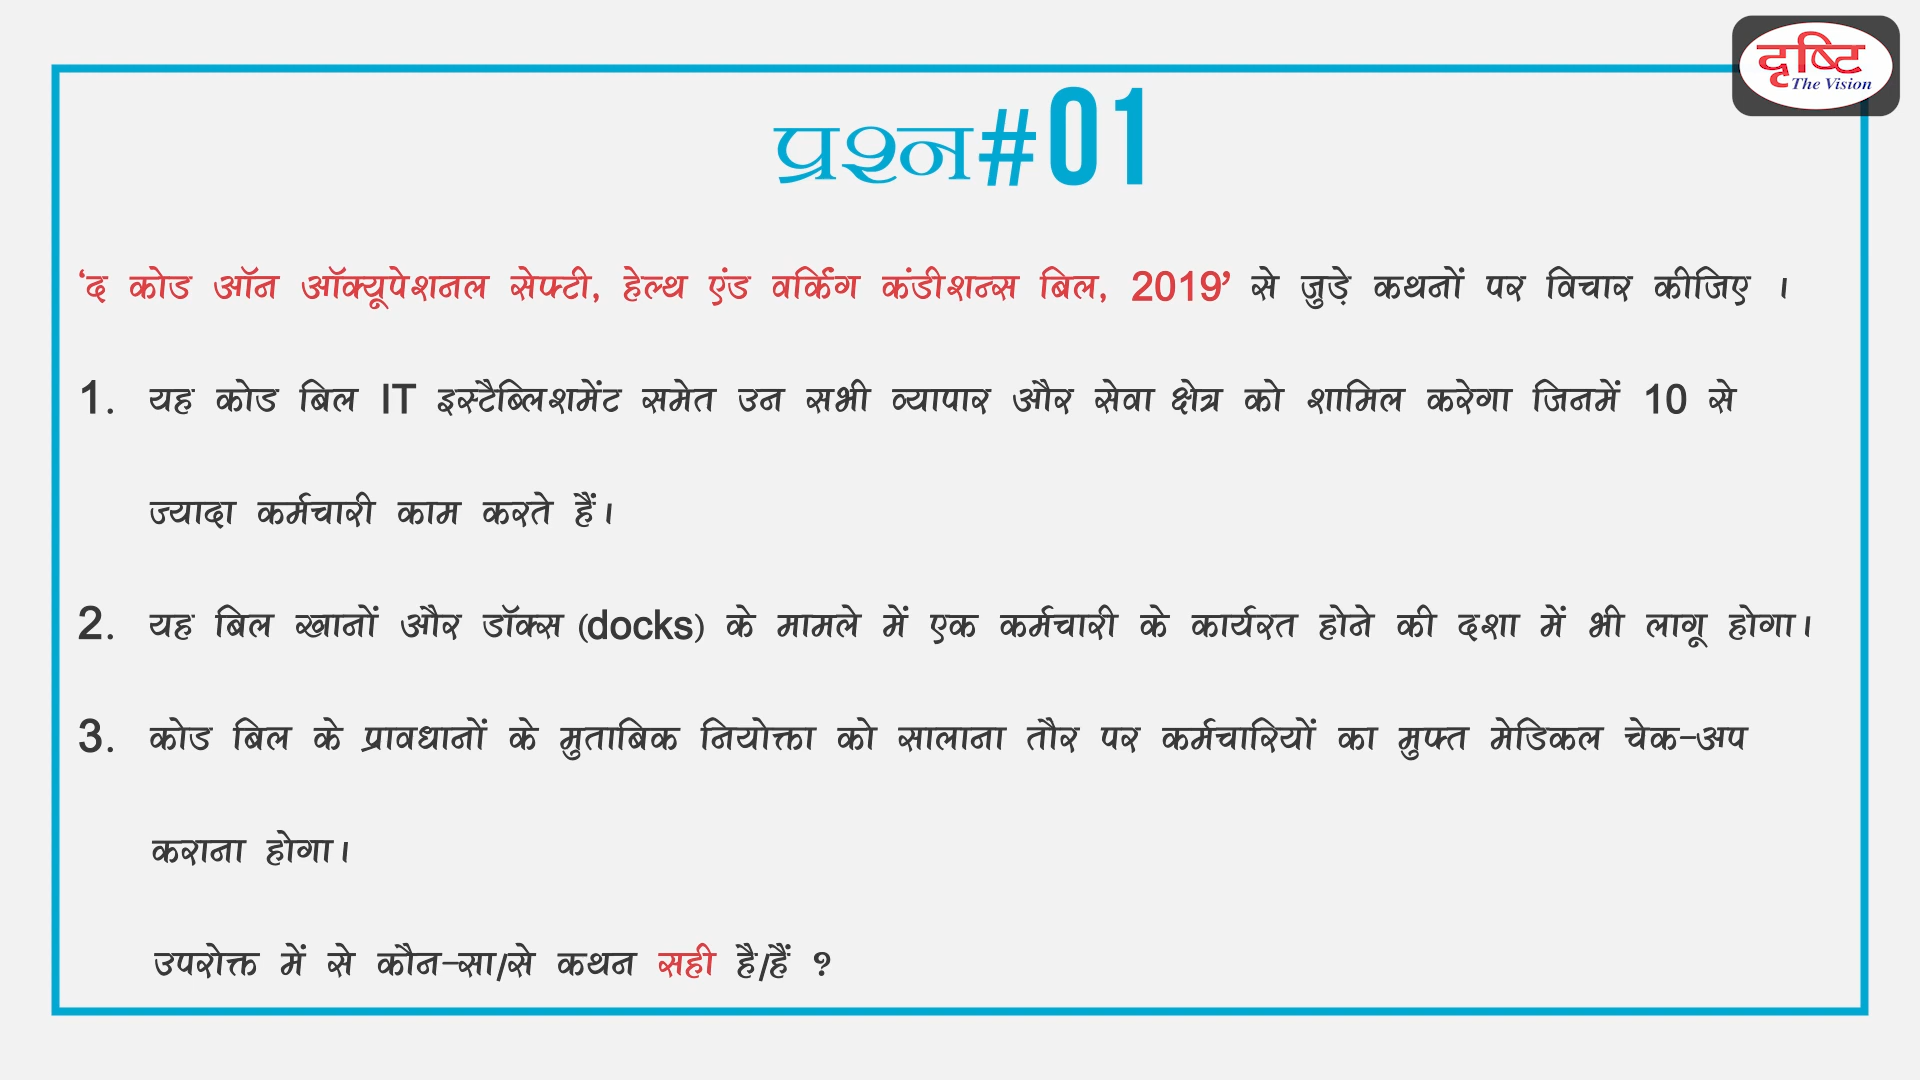 दृष्टि
The Vision
प्रश्न#01
‘द कोड ऑन ऑक्यूपेशनल सेफ्टी, हेल्थ एंड वर्किंग कंडीशन्स बिल, 2019’ से जुड़े कथनों पर विचार कीजिए ।
1. यह कोड बिल IT इस्टैब्लिशमेंट समेत उन सभी व्यापार और सेवा क्षेत्र को शामिल करेगा जिनमें 10 से
ज्यादा कर्मचारी काम करते हैं।
2. यह बिल खानों और डॉक्स (docks) के मामले में एक कर्मचारी के कार्यरत होने की दशा में भी लागू होगा।
3. कोड बिल के प्रावधानों के मुताबिक नियोक्ता को सालाना तौर पर कर्मचारियों का मुफ्त मेडिकल चेक-अप
कराना होगा।
उपरोक्त में से कौन-सा/से कथन सही है/हैं ?